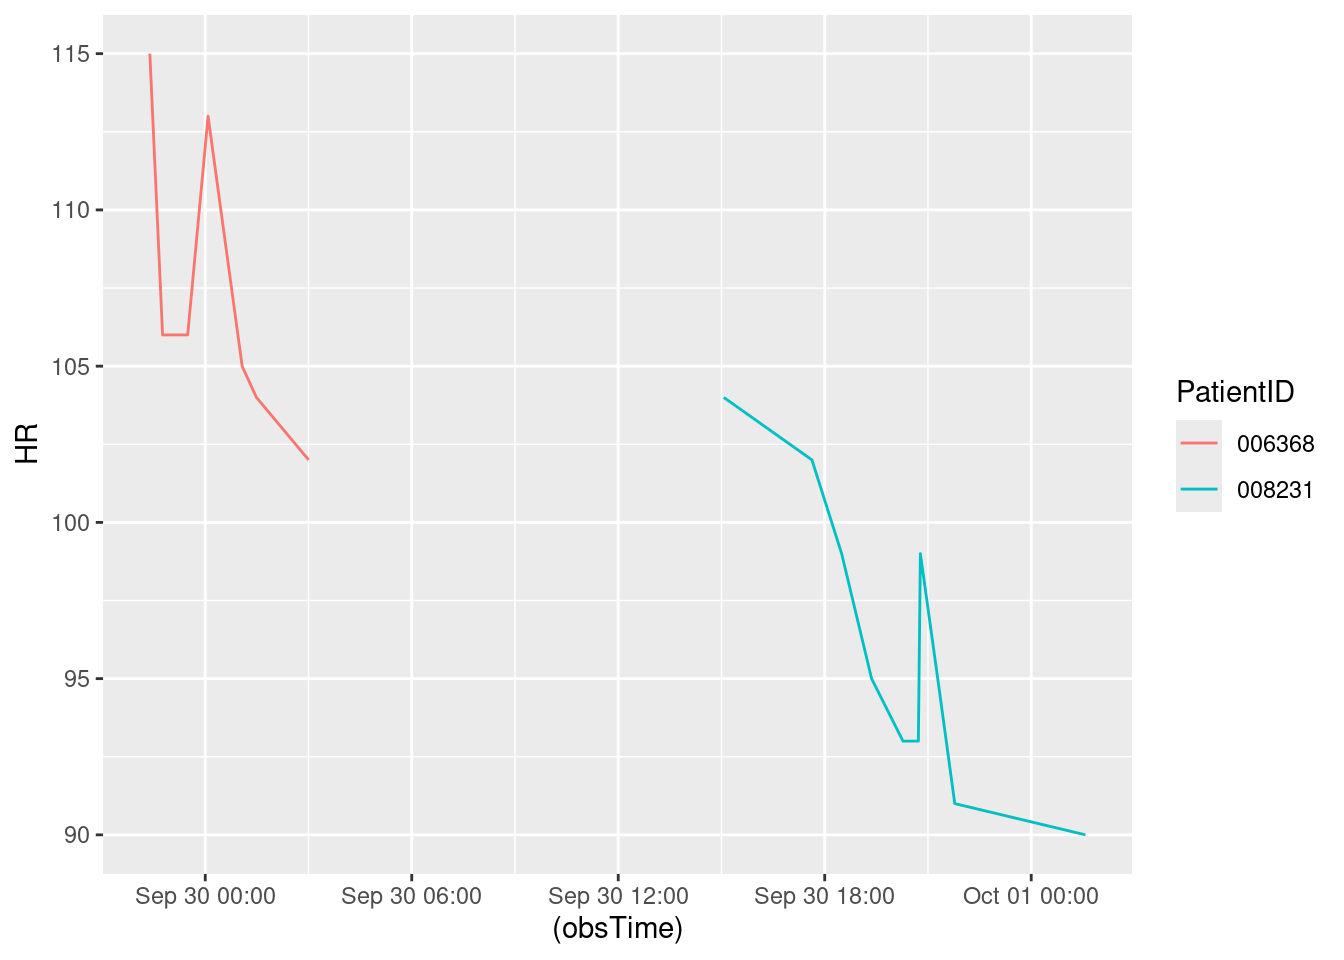 115
110
105
100
95
90
HR
Sep 30 00:00
Sep 30 06:00
Sep 30 12:00
Sep 30 18:00
Oct 01 00:00
(obsTime)
PatientID
006368
008231